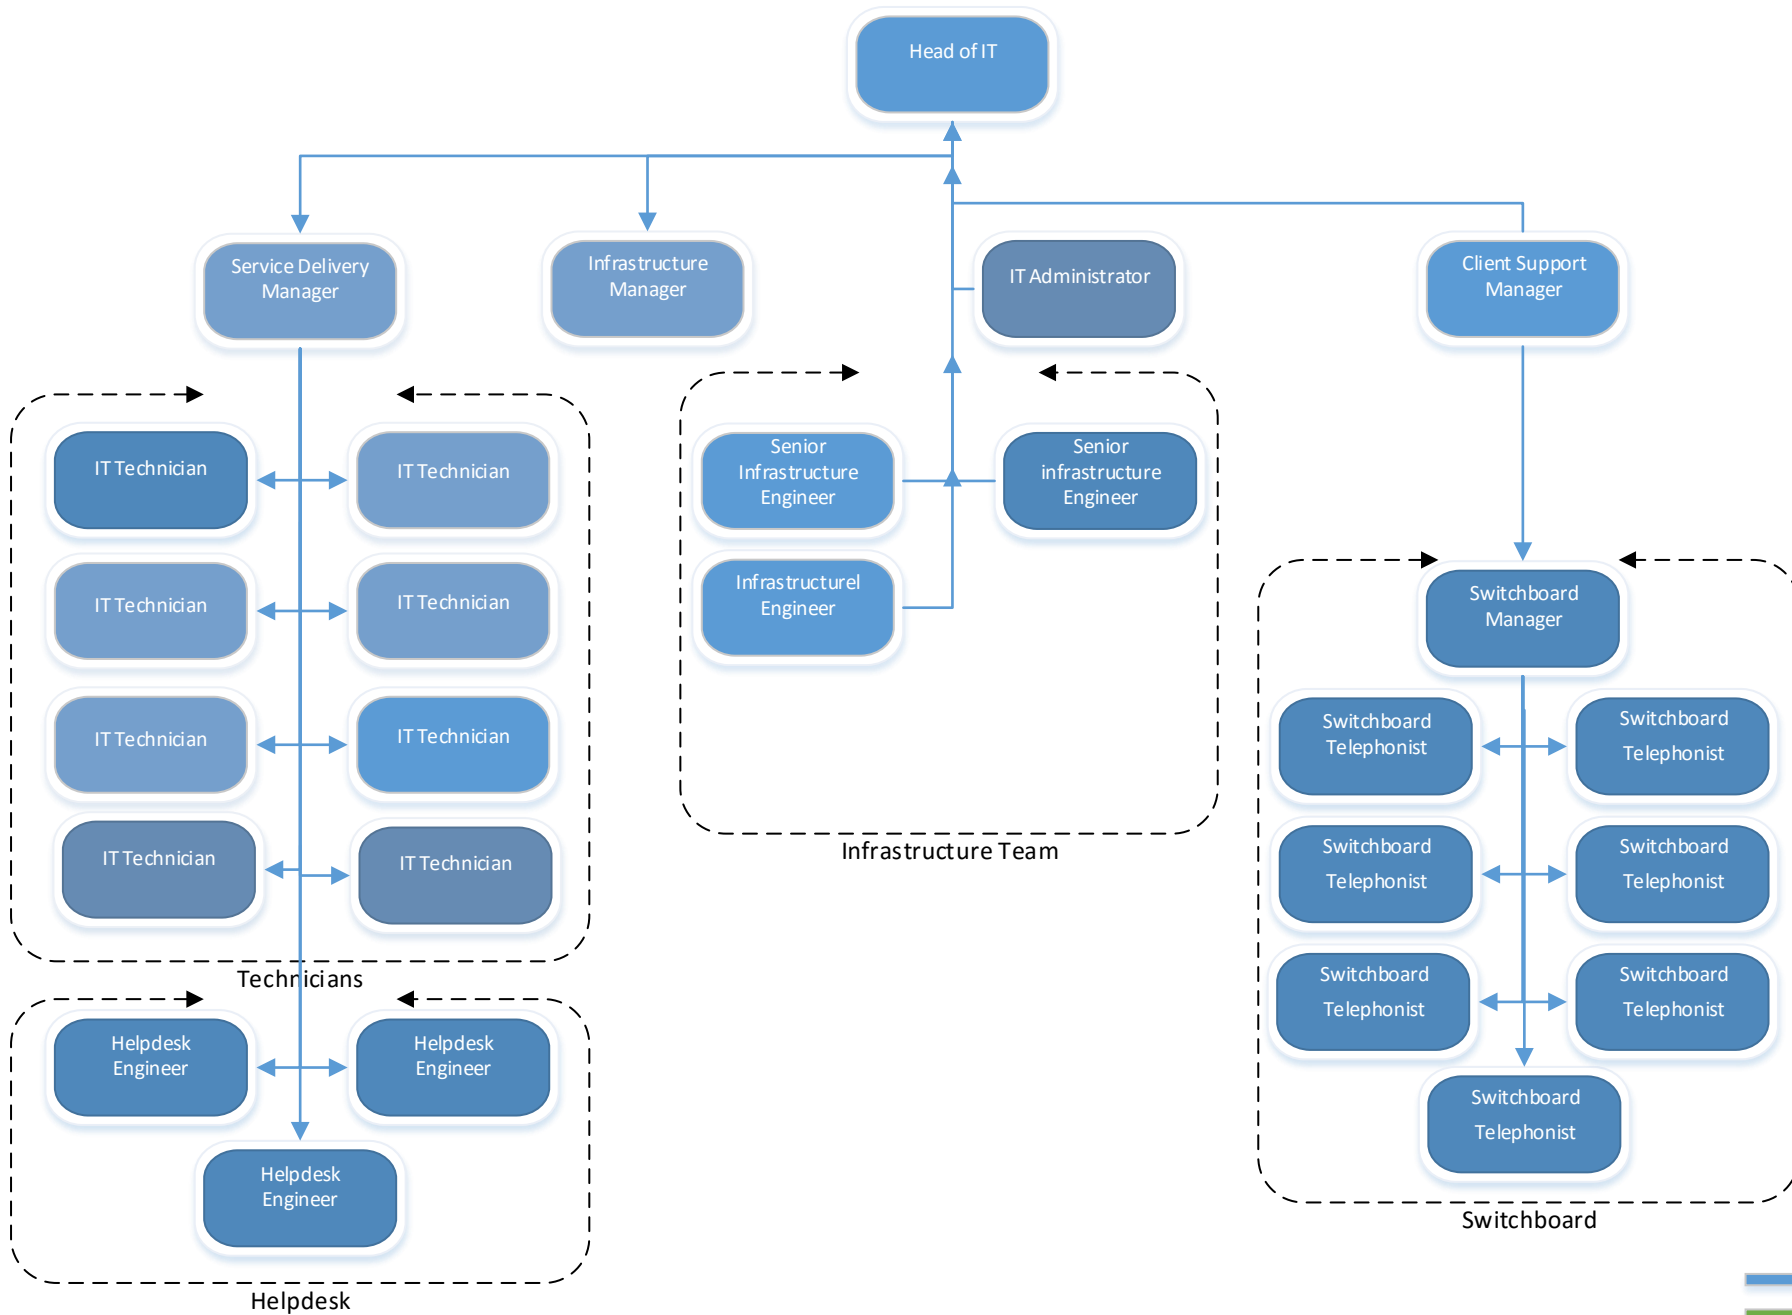 Head of IT
Service Delivery
Manager
Infrastructure
Manager
IT Administrator
Client Support
Manager
IT Technician
IT Technician
IT Technician
IT Technician
IT Technician
IT Technician
IT Technician
IT Technician
Technicians
Helpdesk
Engineer
Helpdesk
Engineer
Helpdesk
Engineer
Helpdesk
Senior
Infrastructure
Engineer
Senior
infrastructure
Engineer
Infrastructurel
Engineer
Infrastructure Team
Switchboard
Manager
Switchboard
Telephonist
Switchboard
Telephonist
Switchboard
Telephonist
Switchboard
Telephonist
Switchboard
Telephonist
Switchboard
Telephonist
Switchboard
Telephonist
Switchboard